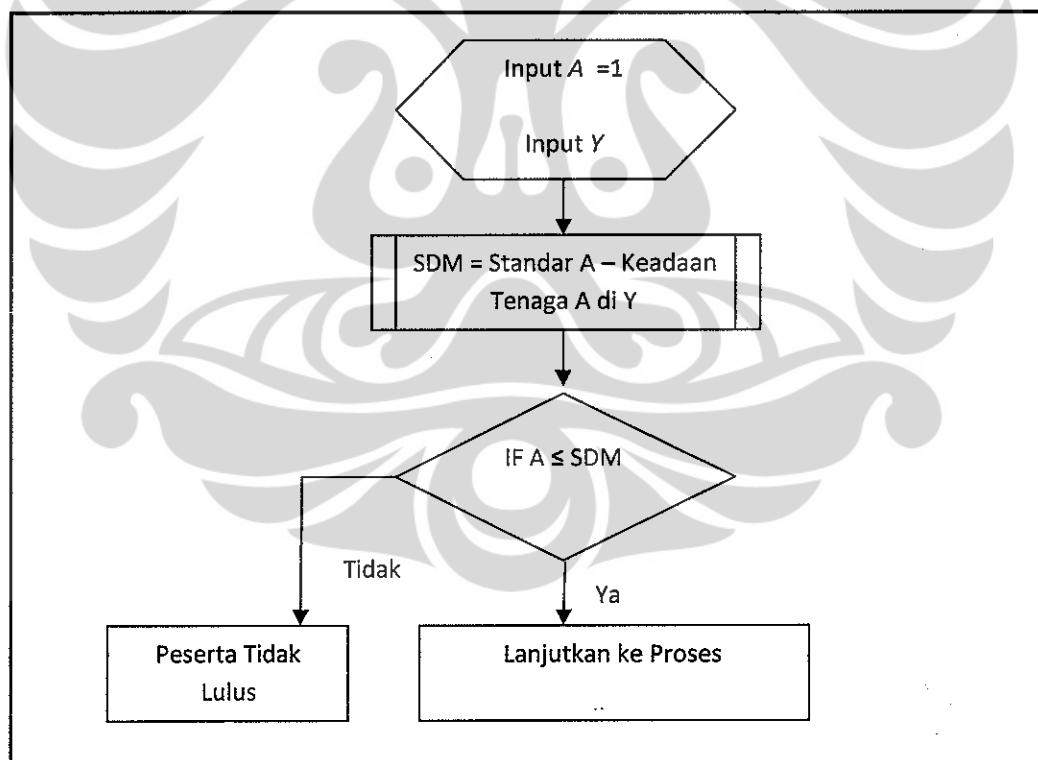 Input A =1
Input Y
SDM = Standar A – Keadaan
Tenaga A di Y
IF A ≤ SDM
Tidak
Ya
Peserta Tidak
Lulus
Lanjutkan ke Proses
..